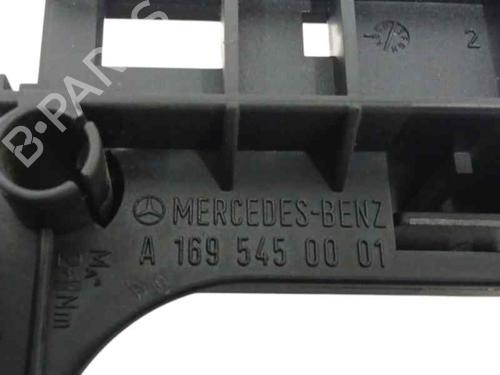 2
B-PARTS
MERCEDES-BENZ
A 169 545 00 01